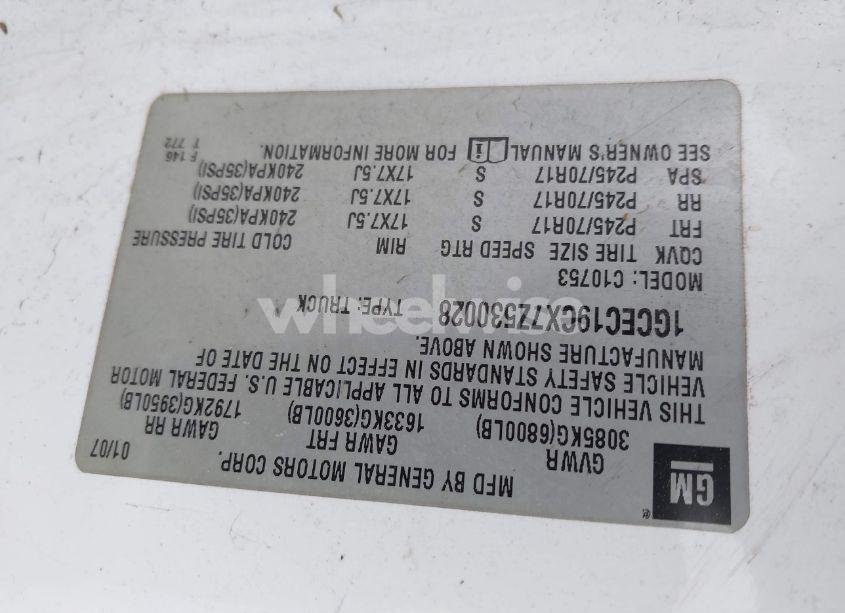 GM
MFD BY GENERAL MOTORS CORP.
01/07
GVWR GAWR FRT GAWR RR
3085KG(6800LB) 1633KG(3600LB) 1792KG(3950LB)
THIS VEHICLE CONFORMS TO ALL APPLICABLE U.S. FEDERAL MOTOR
VEHICLE SAFETY STANDARDS IN EFFECT ON THE DATE OF
MANUFACTURE SHOWN ABOVE.
1GCEC19CX7Z530028 TYPE: TRUCK
MODEL: C10753
CQVK TIRE SIZE SPEED RTG RIM COLD TIRE PRESSURE
FRT P245/70R17 S 17X7.5J 240KPA(35PSI)
RR P245/70R17 S 17X7.5J 240KPA(35PSI)
SPA P245/70R17 S 17X7.5J 240KPA(35PSI)
SEE OWNER'S MANUAL i FOR MORE INFORMATION.
F 146
T 772
wheelwise